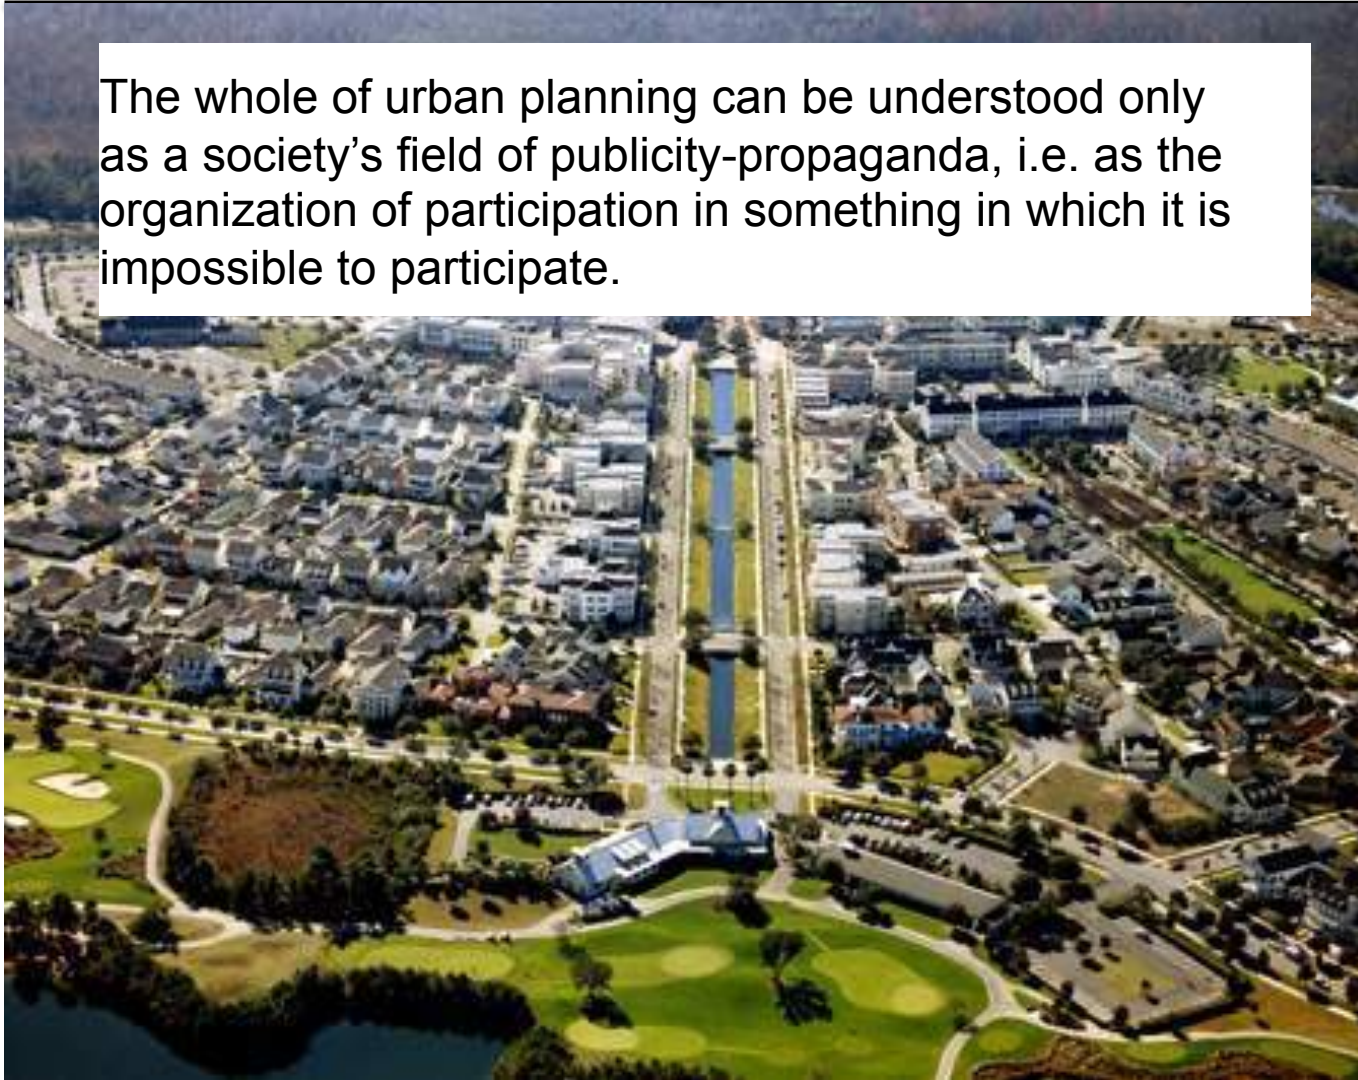 The whole of urban planning can be understood only
as a society’s field of publicity-propaganda, i.e. as the
organization of participation in something in which it is
impossible to participate.